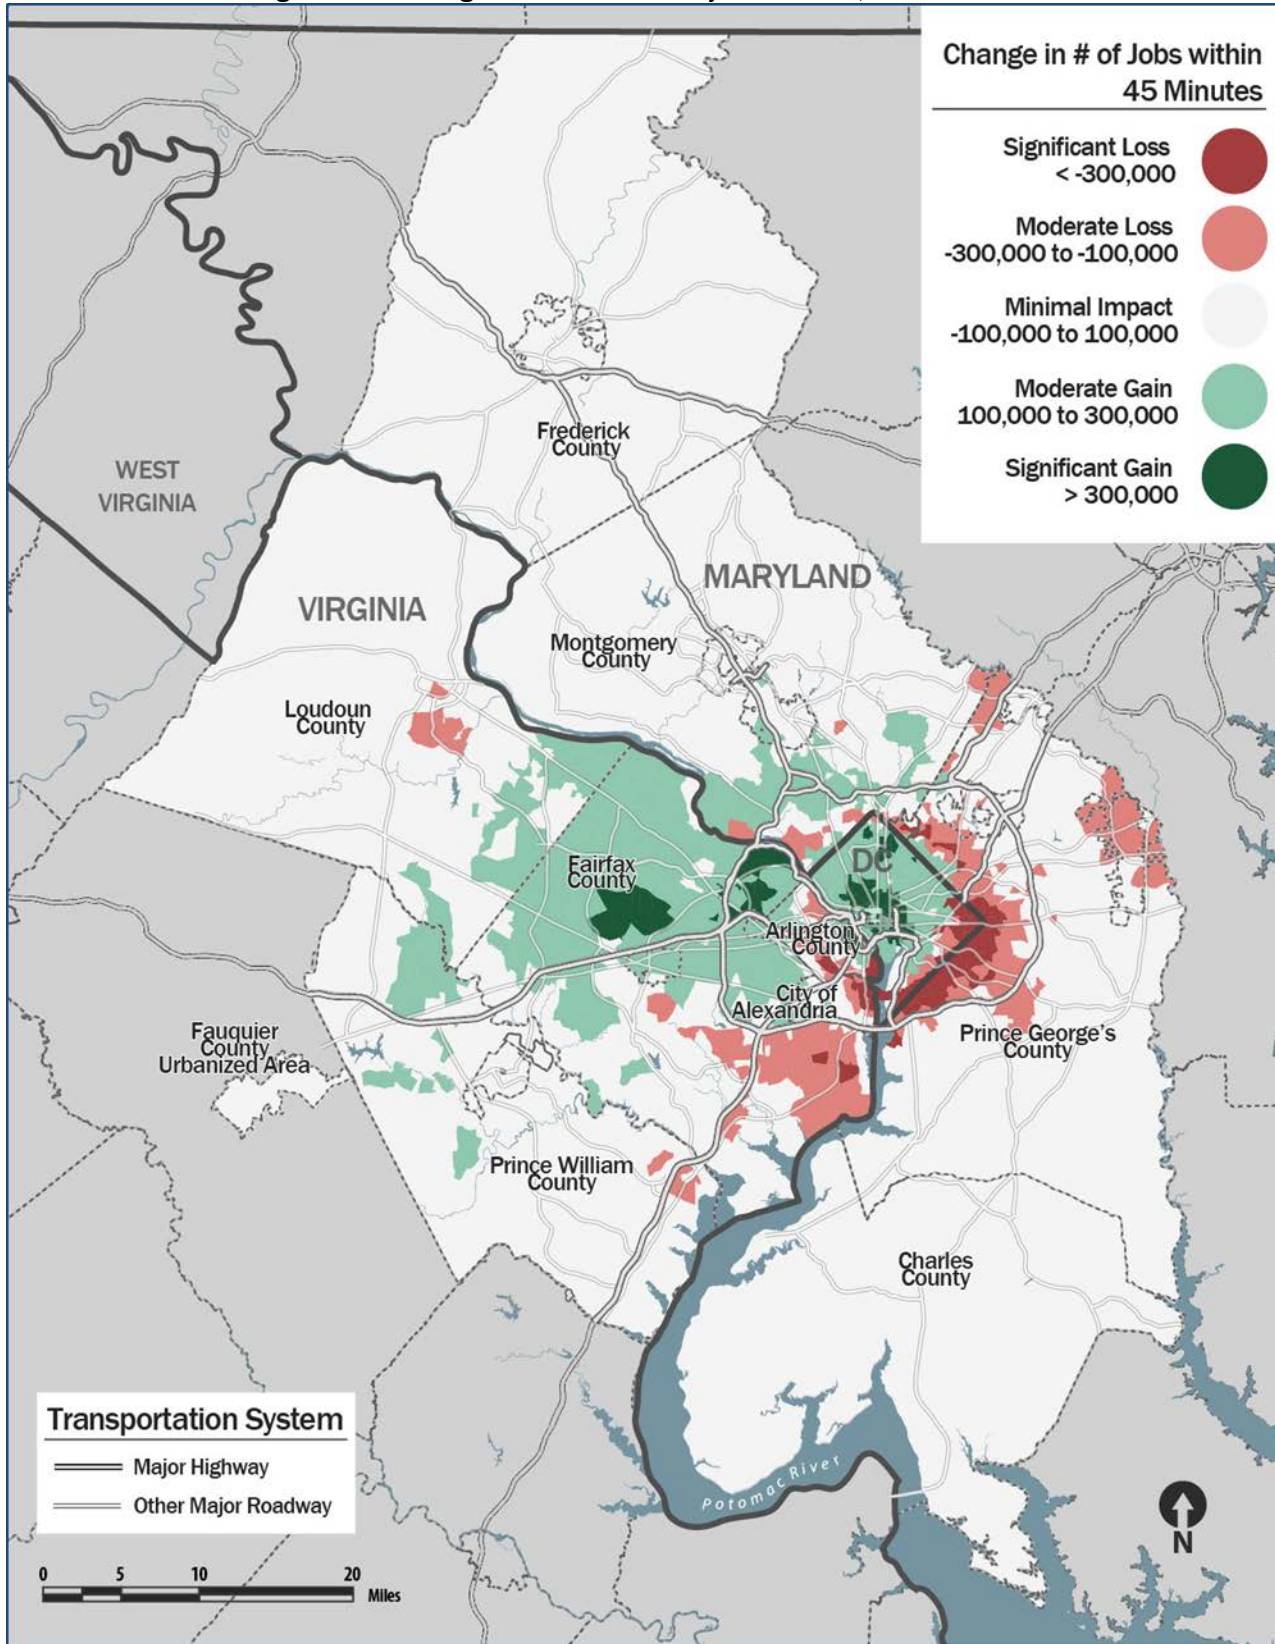 Change in # of Jobs within
45 Minutes
Significant Loss
< -300,000
Moderate Loss
-300,000 to -100,000
Minimal Impact
-100,000 to 100,000
Moderate Gain
100,000 to 300,000
Significant Gain
> 300,000
Frederick
County
WEST
VIRGINIA
MARYLAND
VIRGINIA
Montgomery
County
Loudoun
County
Fairfax
County
DC
Arlington
County
City of
Alexandria
Fauquier
County
Urbanized Area
Prince George's
County
Prince William
County
Charles
County
Potomac River
Transportation System
Major Highway
Other Major Roadway
0 5 10 20
Miles
N